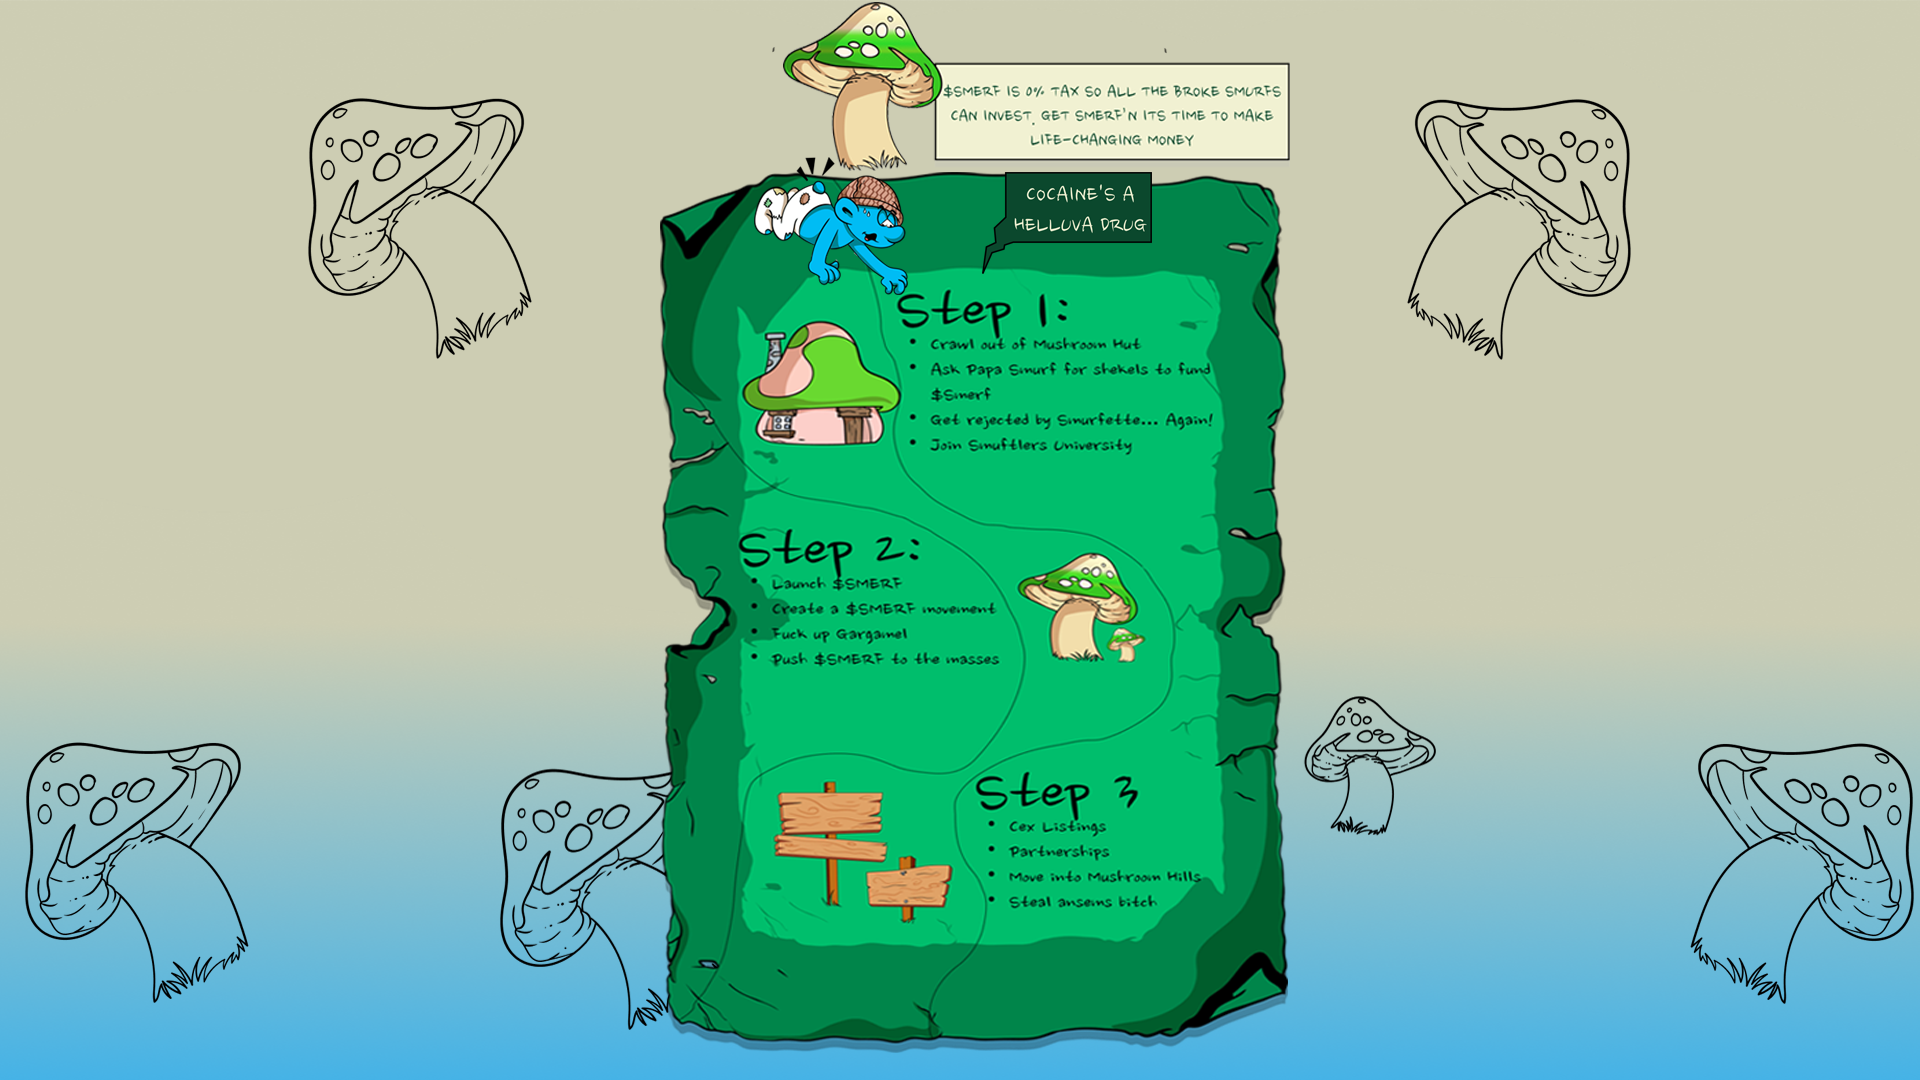 $SMERF IS 0% TAX SO ALL THE BROKE SMURFS
CAN INVEST. GET SMERF'N ITS TIME TO MAKE
LIFE-CHANGING MONEY
COCAINE'S A
HELLUVA DRUG
Step 1:
• Crawl out of Mushroom Hut
• Ask Papa Smurf for shekels to fund
$Smerf
• Get rejected by Smurfette... Again!
• Join Smuftlers University
Step 2:
• Launch $SMERF
• Create a $SMERF movement
• Fuck up Gargamel
• Push $SMERF to the masses
Step 3
• Cex Listings
• Partnerships
• Move into Mushroom Hills
• Steal ansems bitch